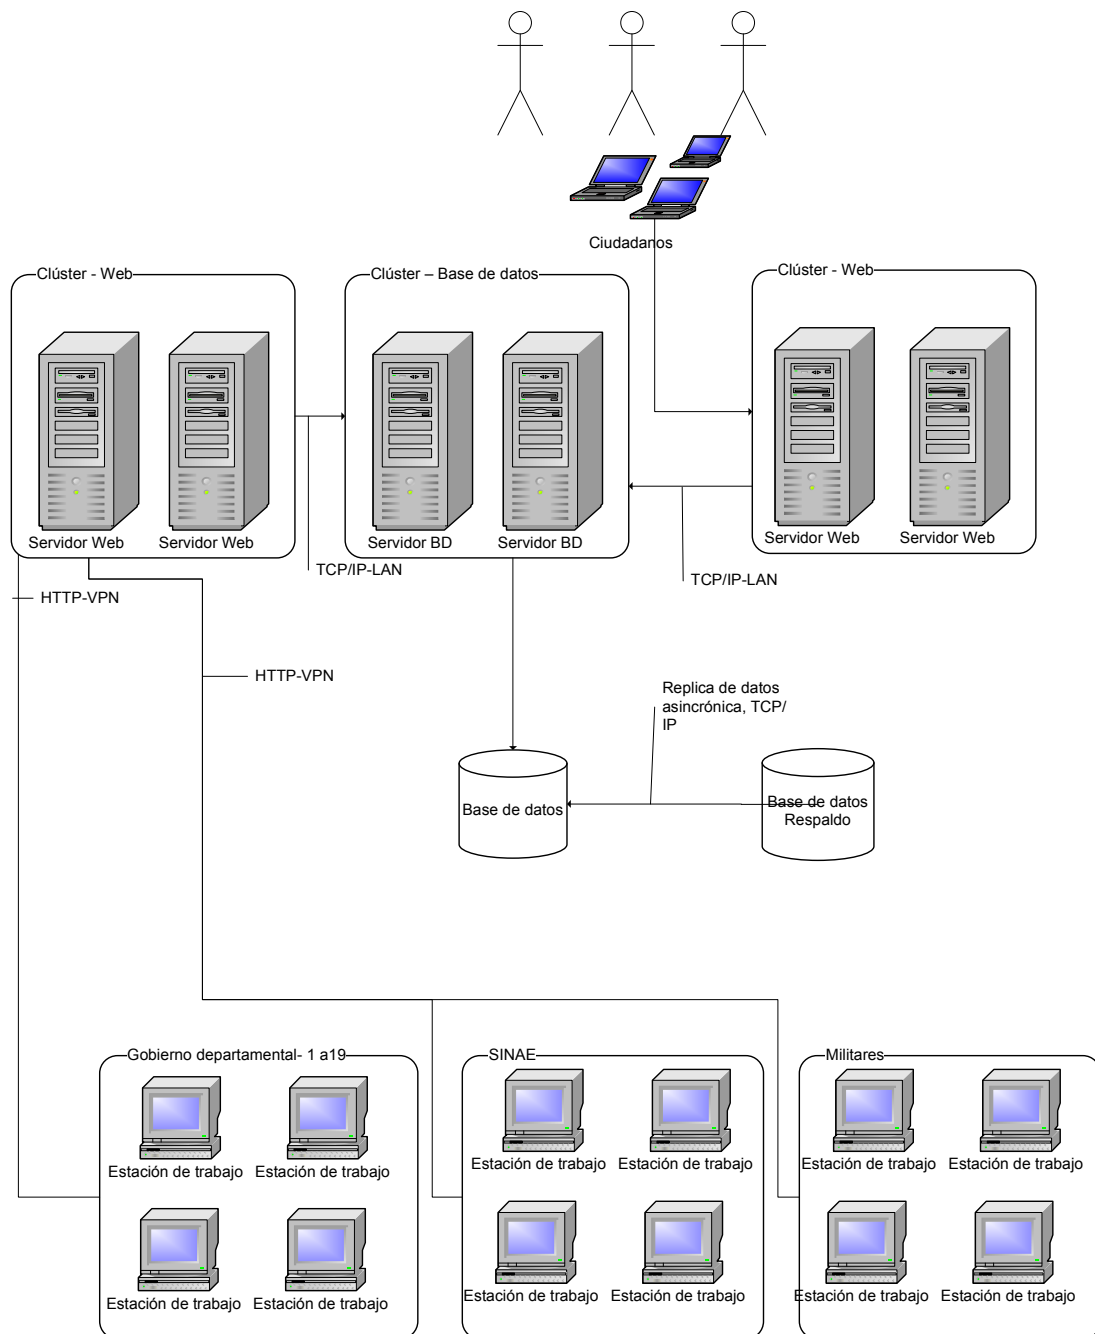 Ciudadanos
Clúster - Web
Clúster – Base de datos
Clúster - Web
Servidor Web
Servidor Web
Servidor BD
Servidor BD
Servidor Web
Servidor Web
TCP/IP-LAN
TCP/IP-LAN
HTTP-VPN
HTTP-VPN
Replica de datos
asincrónica, TCP/
IP
Base de datos
Base de datos
Respaldo
Gobierno departamental- 1 a19
SINAE
Militares
Estación de trabajo
Estación de trabajo
Estación de trabajo
Estación de trabajo
Estación de trabajo
Estación de trabajo
Estación de trabajo
Estación de trabajo
Estación de trabajo
Estación de trabajo
Estación de trabajo
Estación de trabajo